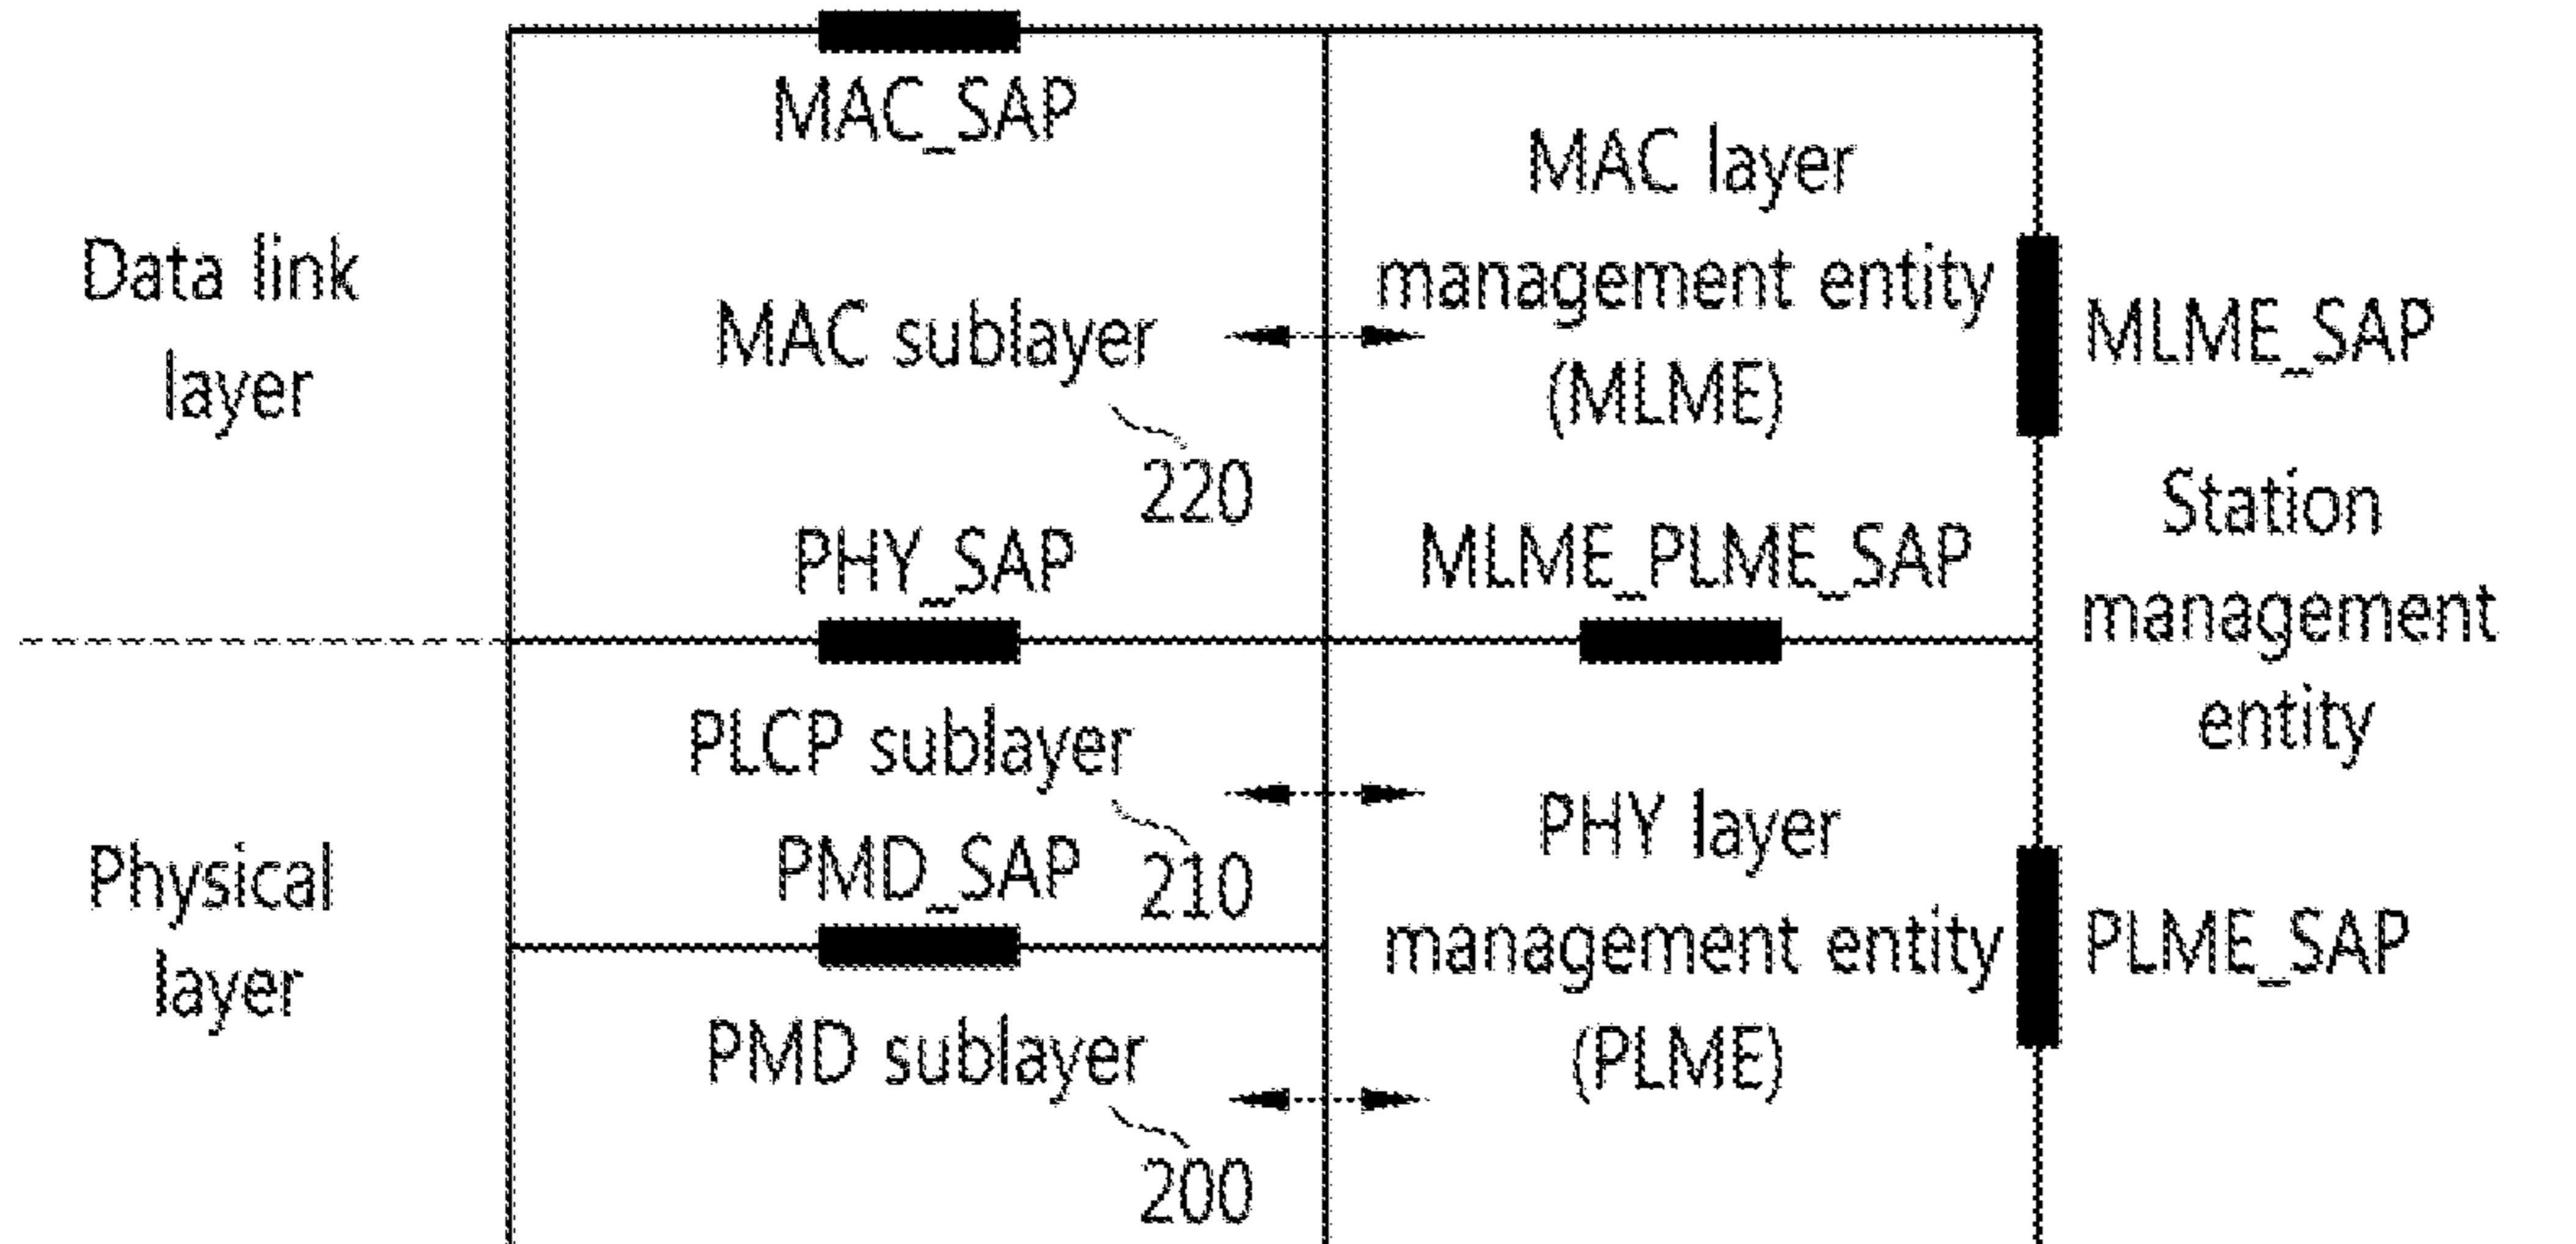 MAC_SAP
Data link
layer
MAC sublayer
220
PHY_SAP
MAC layer
management entity
(MLME)
MLME_PLME_SAP
MLME_SAP
Station
management
entity
Physical
layer
PLCP sublayer
210
PMD_SAP
PMD sublayer
200
PHY layer
management entity
(PLME)
PLME_SAP